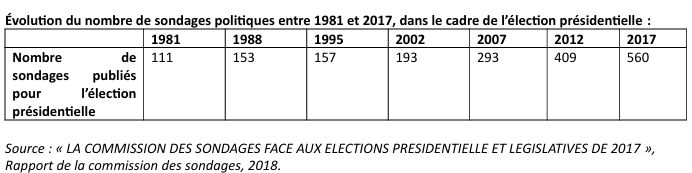 Évolution du nombre de sondages politiques entre 1981 et 2017, dans le cadre de l’élection présidentielle :
1981 1988 1995 2002 2007 2012 2017
Nombre de 111 153 157 193 293 409 560
sondages publiés
pour l’élection
présidentielle
Source : « LA COMMISSION DES SONDAGES FACE AUX ELECTIONS PRESIDENTIELLE ET LEGISLATIVES DE 2017 »,
Rapport de la commission des sondages, 2018.